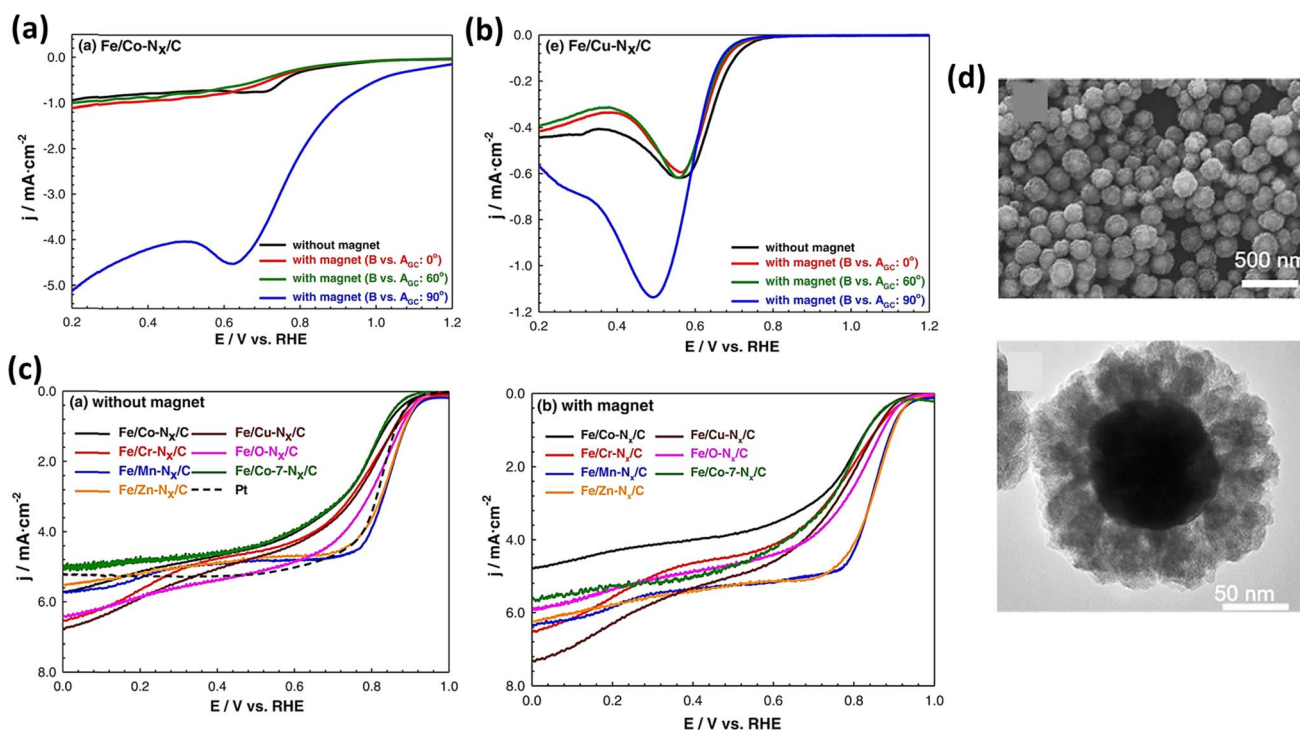 (a)
(a) Fe/Co-Nx/C
0.0
-1.0
-2.0
-3.0
-4.0
-5.0
j / mA·cm-2
without magnet
with magnet (B vs. AGC: 0°)
with magnet (B vs. AGC: 60°)
with magnet (B vs. AGC: 90°)
0.2 0.4 0.6 0.8 1.0 1.2
E / V vs. RHE
(b)
(e) Fe/Cu-Nx/C
0.0
-0.2
-0.4
-0.6
-0.8
-1.0
-1.2
j / mA·cm-2
without magnet
with magnet (B vs. AGC: 0°)
with magnet (B vs. AGC: 60°)
with magnet (B vs. AGC: 90°)
0.2 0.4 0.6 0.8 1.0 1.2
E / V vs. RHE
(c)
(a) without magnet
Fe/Co-Nx/C Fe/Cu-Nx/C
Fe/Cr-Nx/C Fe/O-Nx/C
Fe/Mn-Nx/C Fe/Co-7-Nx/C
Fe/Zn-Nx/C Pt
0.0
2.0
4.0
6.0
8.0
j / mA·cm-2
0.0 0.2 0.4 0.6 0.8 1.0
E / V vs. RHE
(b) with magnet
Fe/Co-Nx/C Fe/Cu-Nx/C
Fe/Cr-Nx/C Fe/O-Nx/C
Fe/Mn-Nx/C Fe/Co-7-Nx/C
Fe/Zn-Nx/C
0.0
2.0
4.0
6.0
8.0
j / mA·cm-2
0.0 0.2 0.4 0.6 0.8 1.0
E / V vs. RHE
(d)
500 nm
50 nm